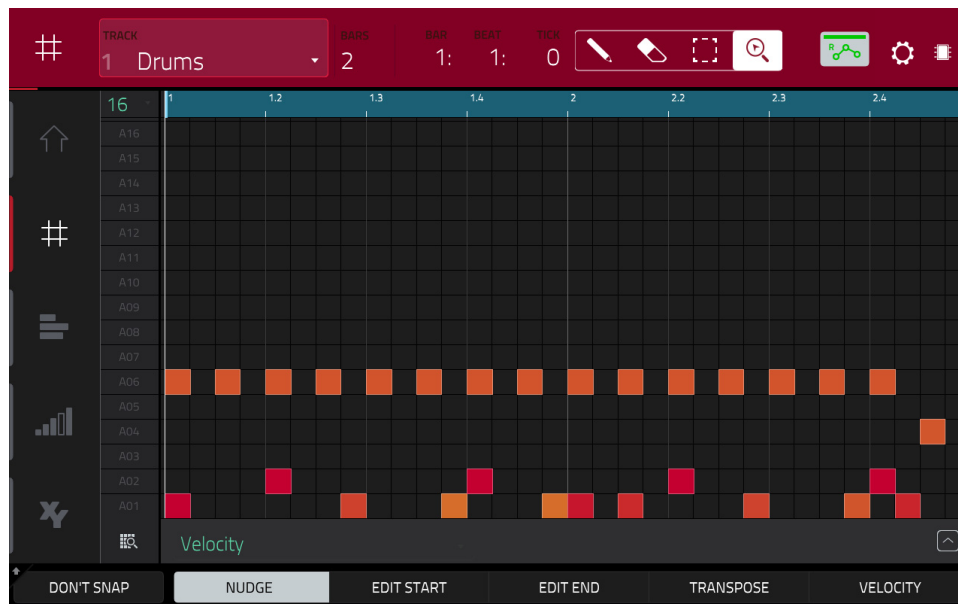 TRACK BARS BAR BEAT TICK
1 Drums 2 1: 1: 0
R
16 1 1.2 1.3 1.4 2 2.2 2.3 2.4
A16
A15
A14
A13
A12
A11
A10
A09
A08
A07
A06
A05
A04
A03
A02
A01
XY
Velocity
DON'T SNAP NUDGE EDIT START EDIT END TRANSPOSE VELOCITY